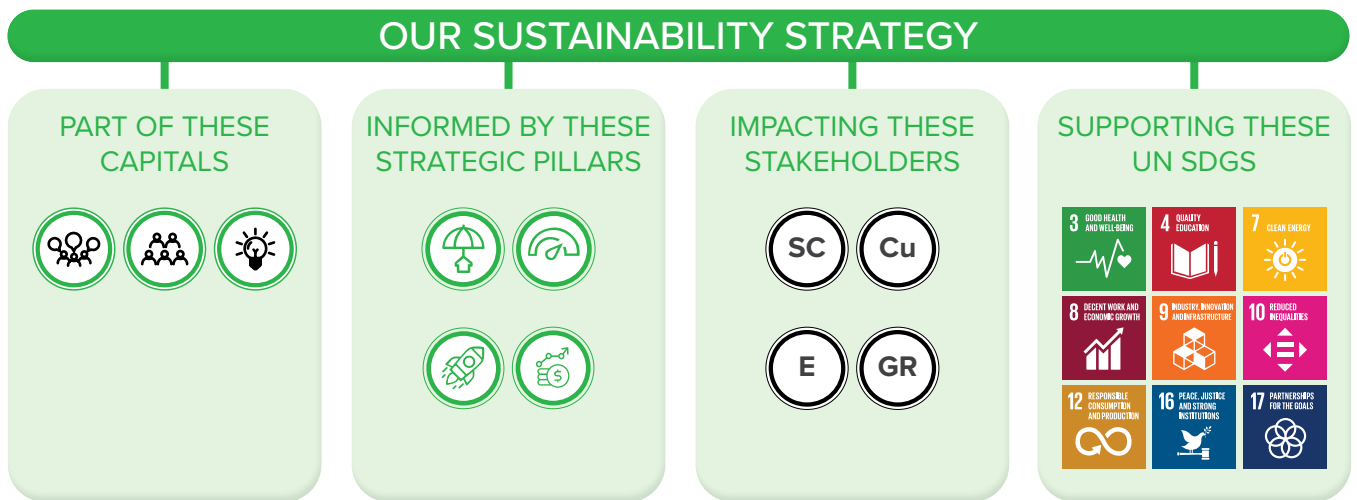 OUR SUSTAINABILITY STRATEGY
PART OF THESE
CAPITALS
INFORMED BY THESE
STRATEGIC PILLARS
$
IMPACTING THESE
STAKEHOLDERS
SC
Cu
E
GR
SUPPORTING THESE
UN SDGS
3 GOOD HEALTH
AND WELL-BEING
4 QUALITY
EDUCATION
7 CLEAN ENERGY
8 DECENT WORK AND
ECONOMIC GROWTH
9 INDUSTRY, INNOVATION
AND INFRASTRUCTURE
10 REDUCED
INEQUALITIES
12 RESPONSIBLE
CONSUMPTION
AND PRODUCTION
16 PEACE, JUSTICE
AND STRONG
INSTITUTIONS
17 PARTNERSHIPS
FOR THE GOALS